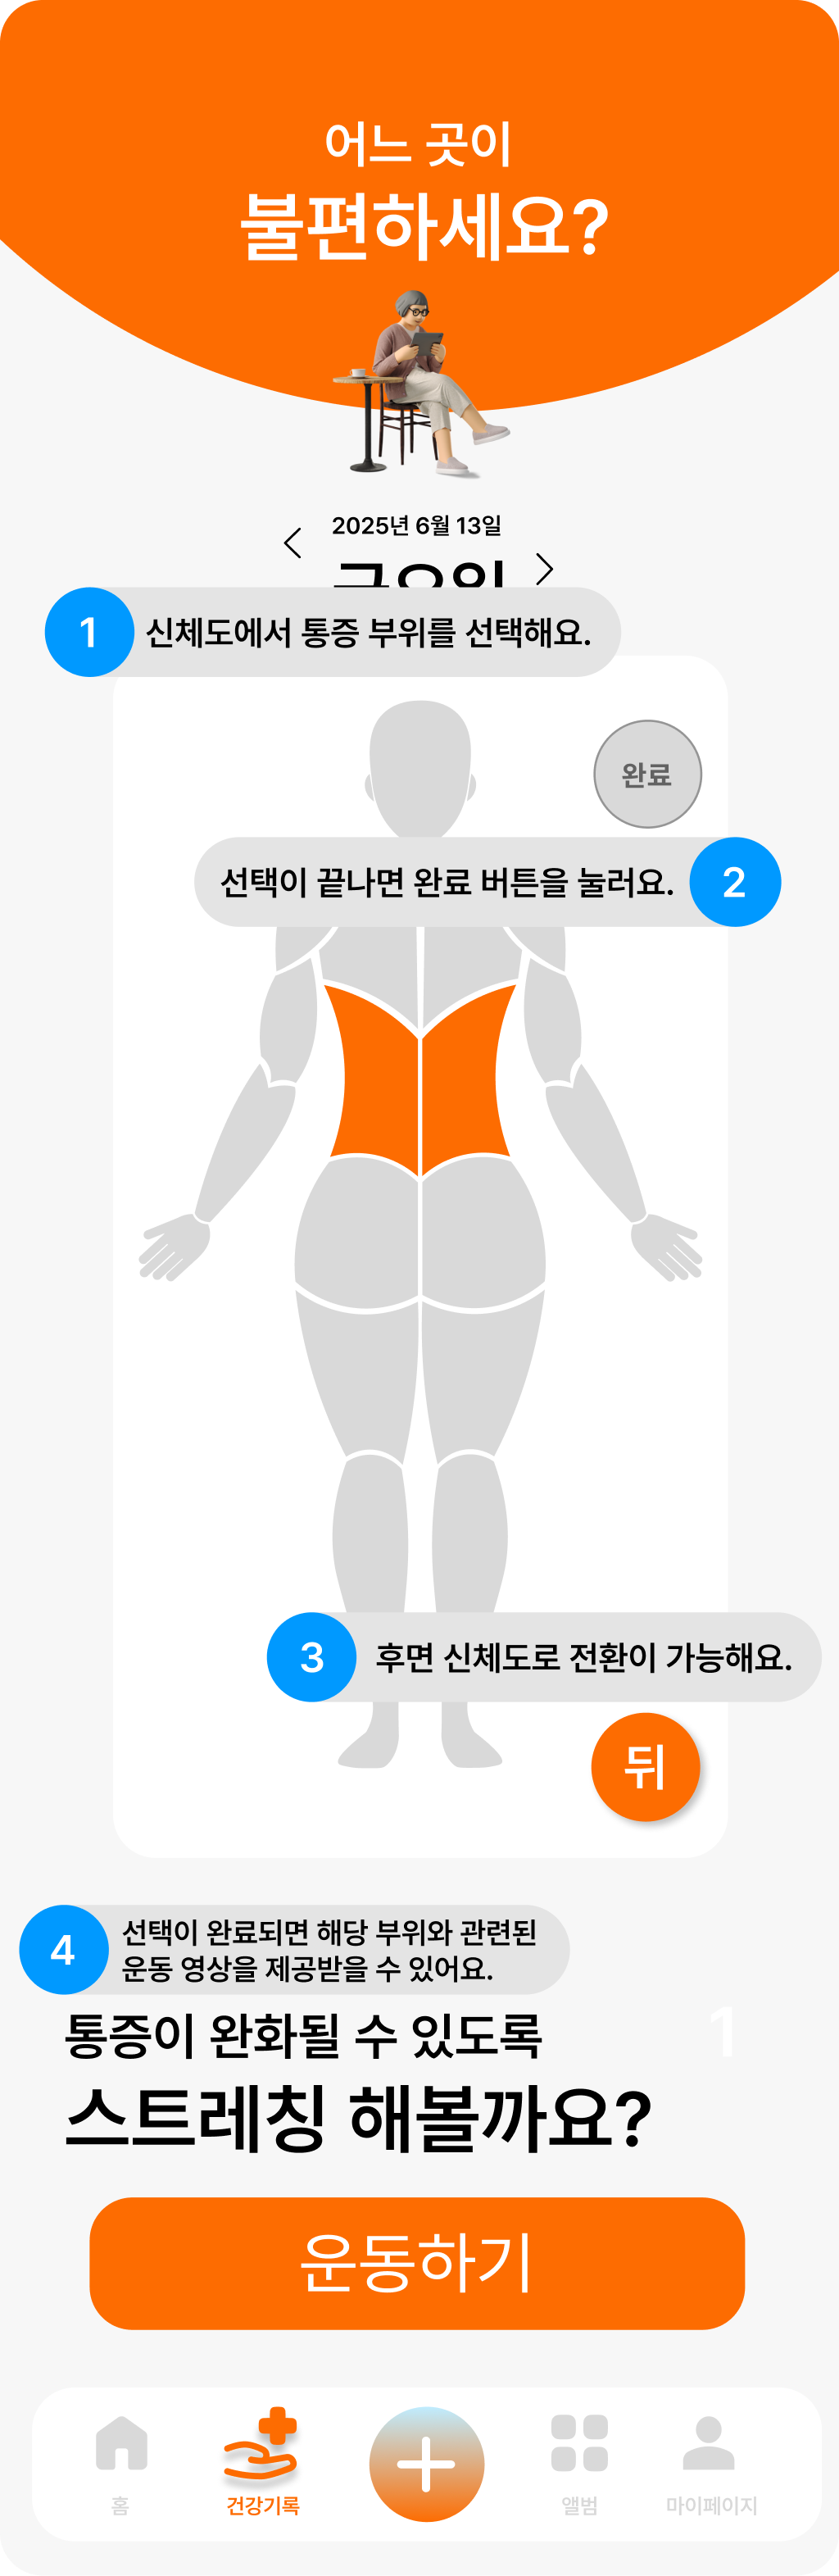 어느 곳이
불편하세요?
2025년 6월 13일
1 신체도에서 통증 부위를 선택해요.
완료
선택이 끝나면 완료 버튼을 눌러요. 2
3 후면 신체도로 전환이 가능해요.
뒤
4 선택이 완료되면 해당 부위와 관련된
운동 영상을 제공받을 수 있어요.
통증이 완화될 수 있도록
1
스트레칭 해볼까요?
운동하기
홈 건강기록 앨범 마이페이지